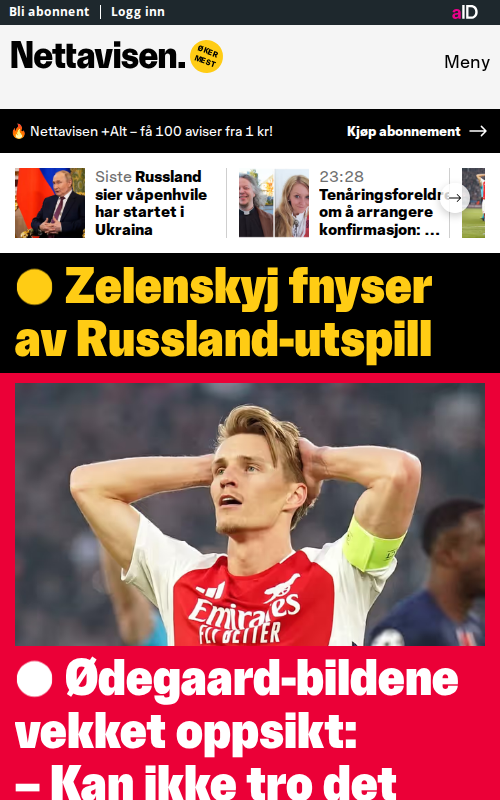 Bli abonnent
Logg inn
aID
Nettavisen.
ØKER
MEST
Meny
🔥 Nettavisen +Alt – få 100 aviser fra 1 kr!
Kjøp abonnement →
Siste Russland
sier våpenhvile
har startet i
Ukraina
23:28
Tenåringsforeldre
om å arrangere
konfirmasjon: ...
Zelenskyj fnyser
av Russland-utspill
Emirates
FLY BETTER
Ødegaard-bildene
vekket oppsikt:
– Kan ikke tro det